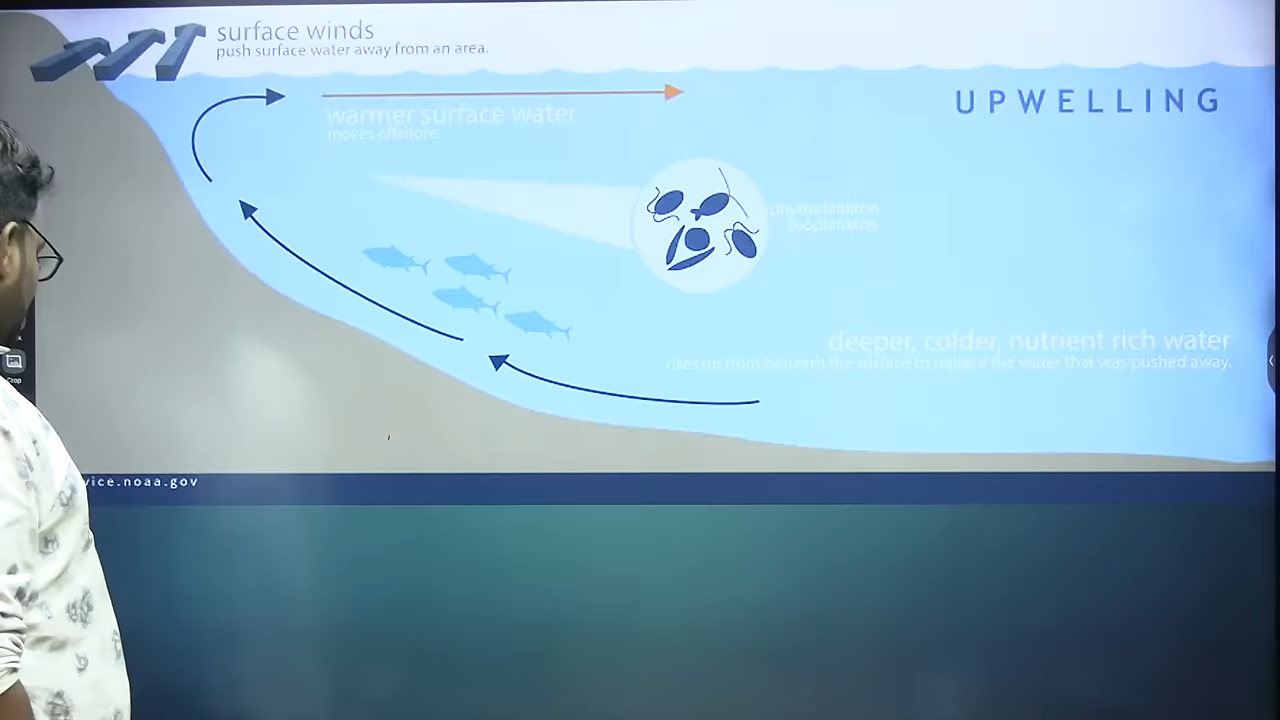 surface winds
push surface water away from an area.
UPWELLING
warmer surface water
moves offshore.
phytoplankton
zooplankton
deeper, colder, nutrient rich water
rises up from beneath the surface to replace the water that was pushed away.
Crop
vice.noaa.gov